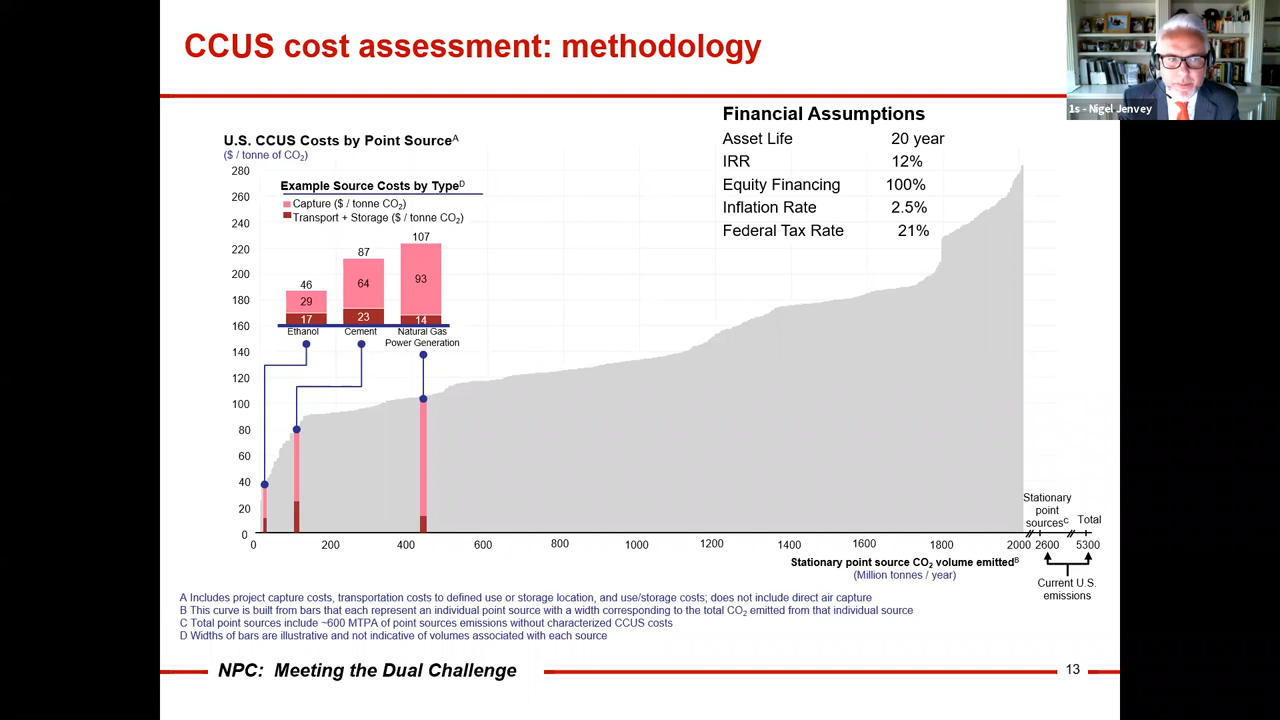 CCUS cost assessment: methodology
1s - Nigel Jenvey
Financial Assumptions
Asset Life 20 year
IRR 12%
Equity Financing 100%
Inflation Rate 2.5%
Federal Tax Rate 21%
U.S. CCUS Costs by Point Sourceᴬ
($ / tonne of CO₂)
280
260
240
220
200
180
160
140
120
100
80
60
40
20
0
Example Source Costs by Typeᴰ
Capture ($ / tonne CO₂)
Transport + Storage ($ / tonne CO₂)
46
29
17
Ethanol
87
64
23
Cement
107
93
14
Natural Gas
Power Generation
0 200 400 600 800 1000 1200 1400 1600 1800 2000 2600 5300
Stationary
point
sourcesᶜ
Total
Current U.S.
emissions
Stationary point source CO₂ volume emittedᴮ
(Million tonnes / year)
A Includes project capture costs, transportation costs to defined use or storage location, and use/storage costs; does not include direct air capture
B This curve is built from bars that each represent an individual point source with a width corresponding to the total CO₂ emitted from that individual source
C Total point sources include ~600 MTPA of point sources emissions without characterized CCUS costs
D Widths of bars are illustrative and not indicative of volumes associated with each source
NPC: Meeting the Dual Challenge
13